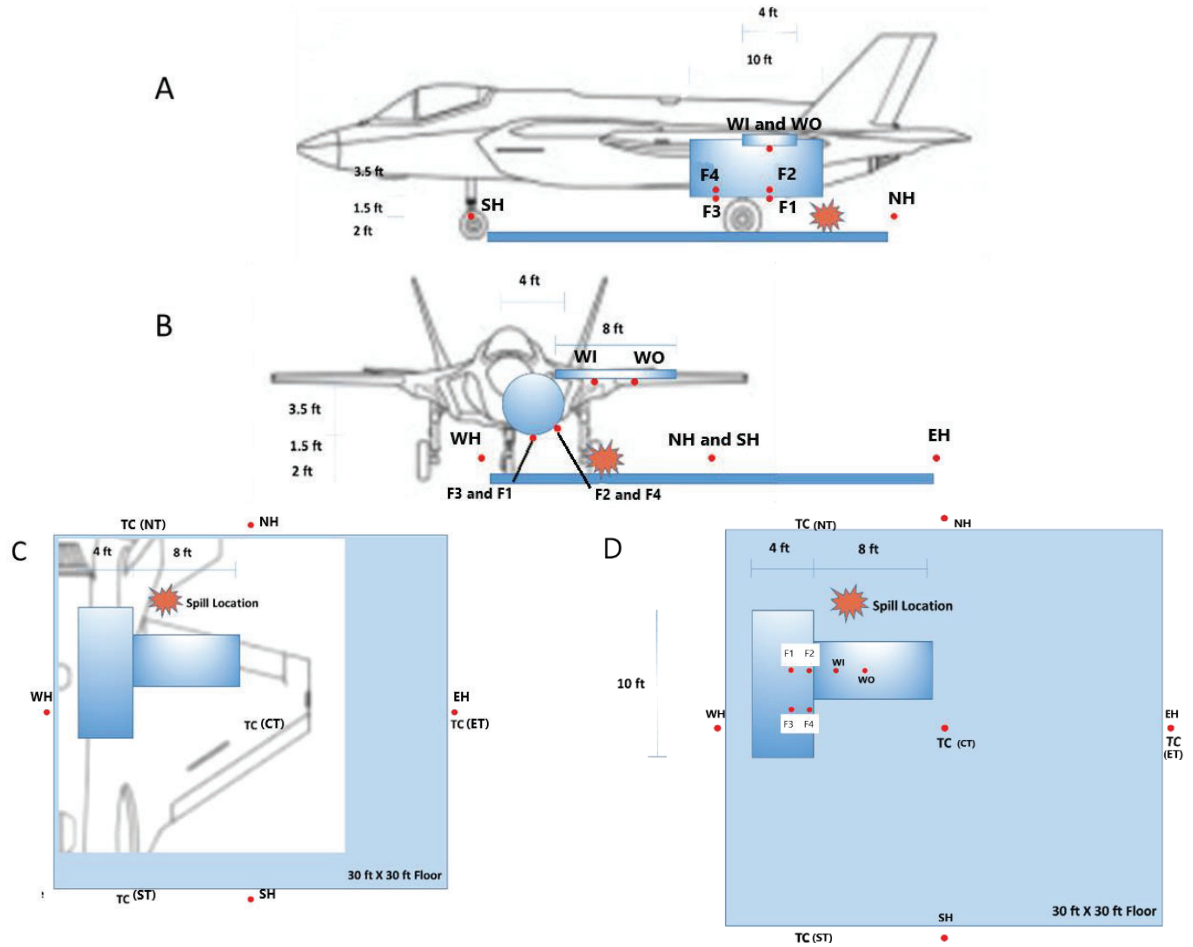 4 ft
A
10 ft
WI and WO
3.5 ft
F4
F2
1.5 ft
SH
F3
F1
NH
2 ft
4 ft
B
8 ft
WI
WO
3.5 ft
1.5 ft
WH
NH and SH
EH
2 ft
F3 and F1
F2 and F4
C
TC (NT)
NH
4 ft
8 ft
Spill Location
WH
EH
TC (CT)
TC (ET)
30 ft X 30 ft Floor
TC (ST)
SH
D
TC (NT)
NH
4 ft
8 ft
Spill Location
F1
F2
WI
WO
10 ft
F3
F4
WH
EH
TC (CT)
TC
(ET)
SH
30 ft X 30 ft Floor
TC (ST)